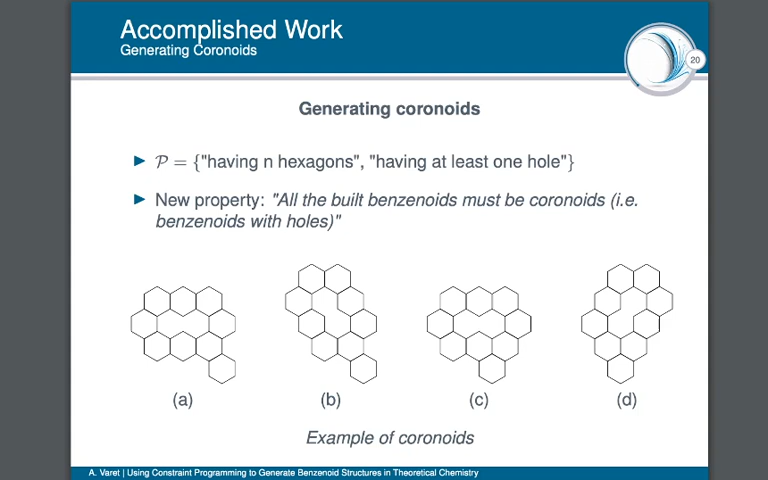 Accomplished Work
Generating Coronoids
20
Generating coronoids
▶ P = {"having n hexagons", "having at least one hole"}
▶ New property: "All the built benzenoids must be coronoids (i.e.
benzenoids with holes)"
(a) (b) (c) (d)
Example of coronoids
A. Varet | Using Constraint Programming to Generate Benzenoid Structures in Theoretical Chemistry